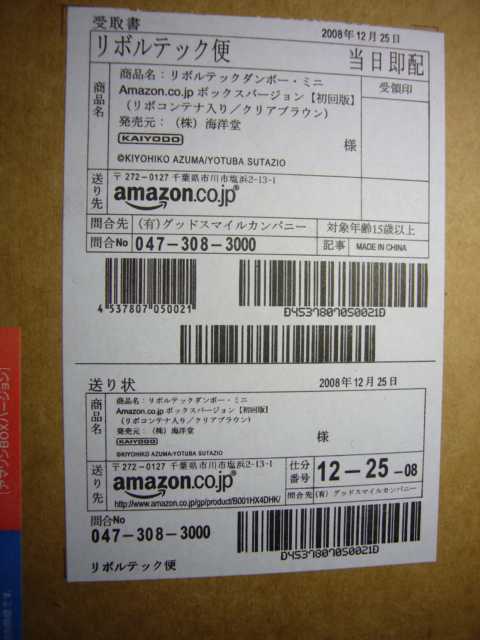 受取書
2008年12月25日
リボルテック便
当日即配
商品名
商品名：リボルテックダンボー・ミニ
Amazon.co.jp ボックスバージョン【初回版】
（リボコンテナ入り／クリアブラウン）
発売元：（株）海洋堂
KAIYODO
様
©KIYOHIKO AZUMA/YOTUBA SUTAZIO
受領印
送り先
〒272-0127 千葉県市川市塩浜2-13-1
amazon.co.jp®
問合先
（有）グッドスマイルカンパニー
対象年齢15歳以上
問合No
047-308-3000
記事
MADE IN CHINA
4 537807 050021
D4537807050021D
送り状
2008年12月25日
商品名
商品名：リボルテックダンボー・ミニ
Amazon.co.jp ボックスバージョン【初回版】
（リボコンテナ入り／クリアブラウン）
発売元：（株）海洋堂
KAIYODO
様
©KIYOHIKO AZUMA/YOTUBA SUTAZIO
送り先
〒272-0127 千葉県市川市塩浜2-13-1
amazon.co.jp®
http://www.amazon.co.jp/gp/product/B001HX4DHK/
仕分番号
12-25-08
問合先
（有）グッドスマイルカンパニー
問合No
047-308-3000
D4537807050021D
リボルテック便
［アマゾンBOXバージョン］